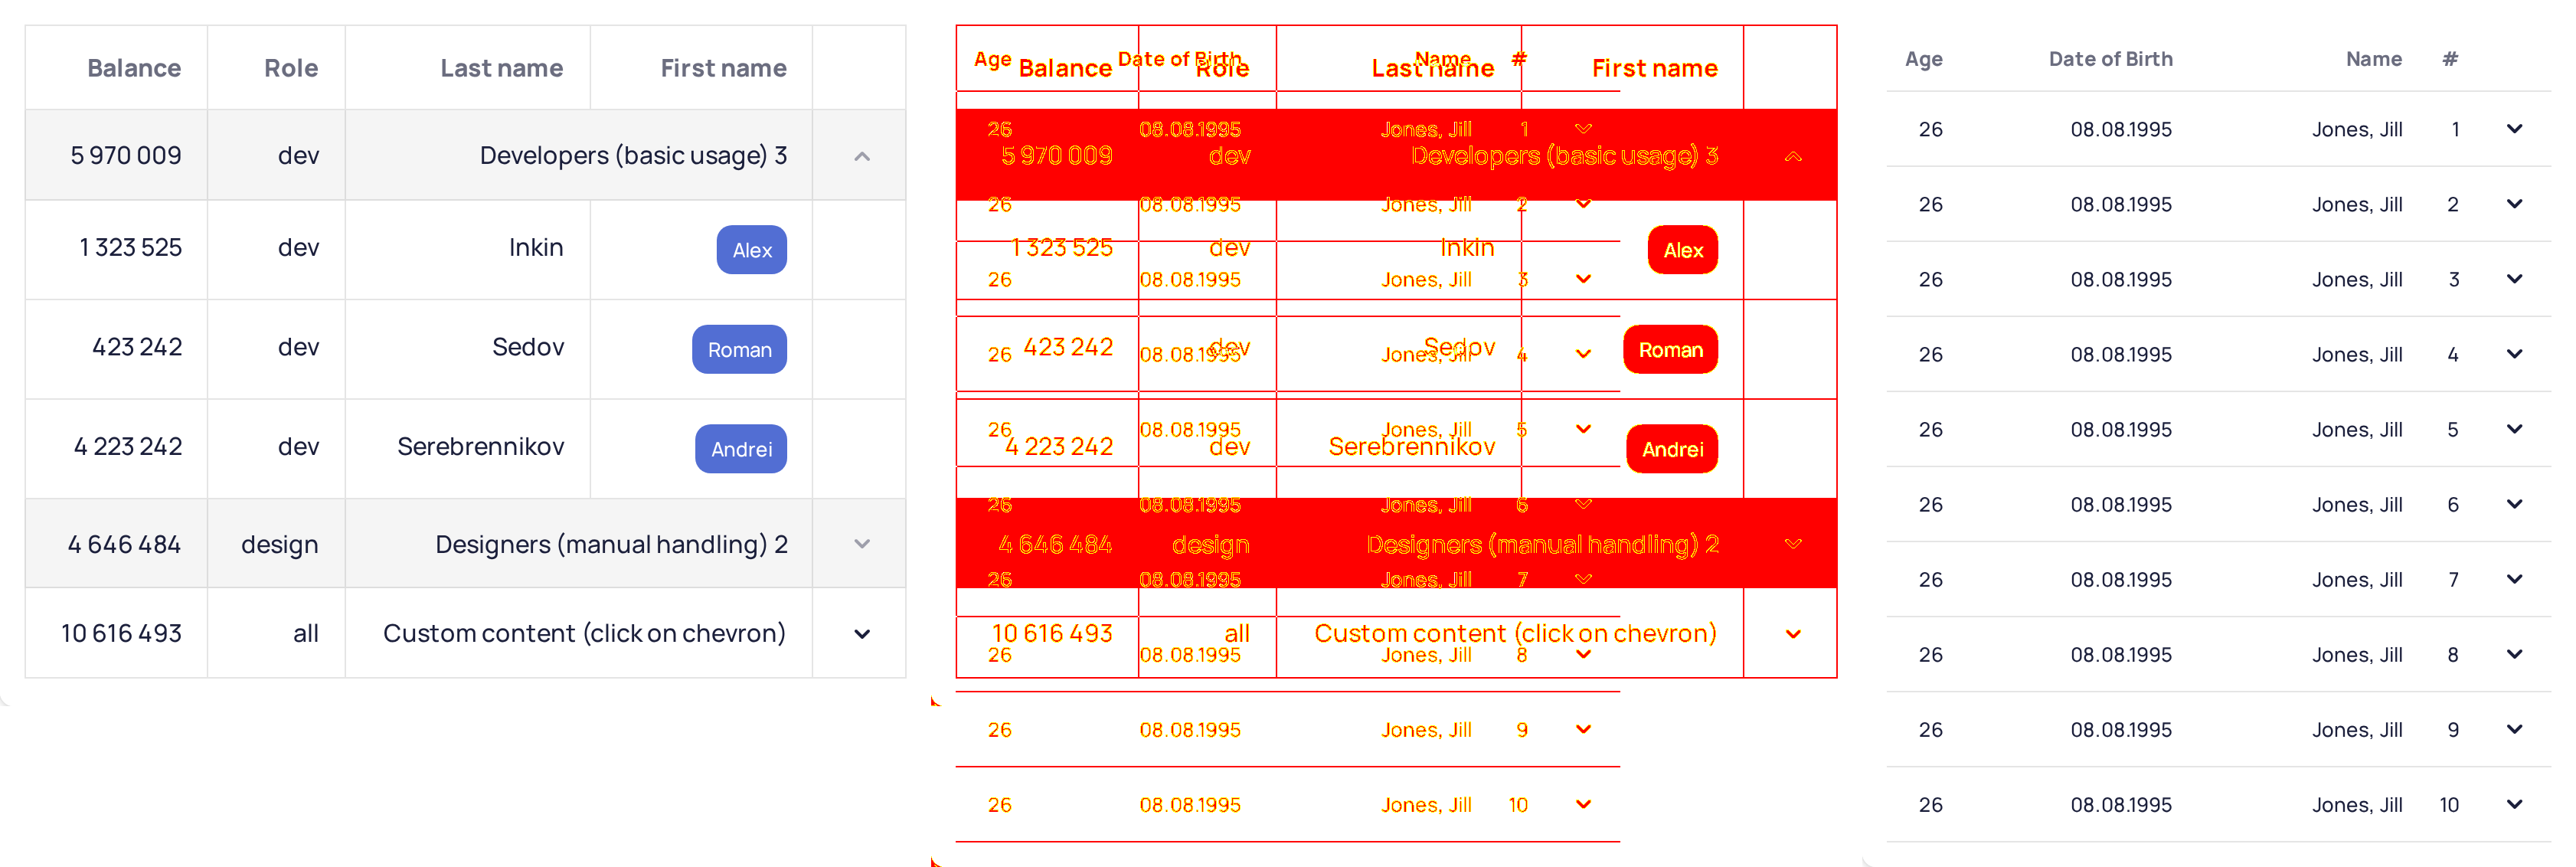 Balance Role Last name First name
5 970 009 dev Developers (basic usage) 3
1 323 525 dev Inkin Alex
423 242 dev Sedov Roman
4 223 242 dev Serebrennikov Andrei
4 646 484 design Designers (manual handling) 2
10 616 493 all Custom content (click on chevron)
Age Date of Birth Name #
Balance Role Last name First name
26 08.08.1995 Jones, Jill 1
5 970 009 dev Developers (basic usage) 3
26 08.08.1995 Jones, Jill 2
1 323 525 dev Inkin Alex
26 08.08.1995 Jones, Jill 3
423 242 dev Sedov Roman
26 08.08.1995 Jones, Jill 4
26 08.08.1995 Jones, Jill 5
4 223 242 dev Serebrennikov Andrei
26 08.08.1995 Jones, Jill 6
4 646 484 design Designers (manual handling) 2
26 08.08.1995 Jones, Jill 7
10 616 493 all Custom content (click on chevron)
26 08.08.1995 Jones, Jill 8
26 08.08.1995 Jones, Jill 9
26 08.08.1995 Jones, Jill 10
Age Date of Birth Name #
26 08.08.1995 Jones, Jill 1
26 08.08.1995 Jones, Jill 2
26 08.08.1995 Jones, Jill 3
26 08.08.1995 Jones, Jill 4
26 08.08.1995 Jones, Jill 5
26 08.08.1995 Jones, Jill 6
26 08.08.1995 Jones, Jill 7
26 08.08.1995 Jones, Jill 8
26 08.08.1995 Jones, Jill 9
26 08.08.1995 Jones, Jill 10